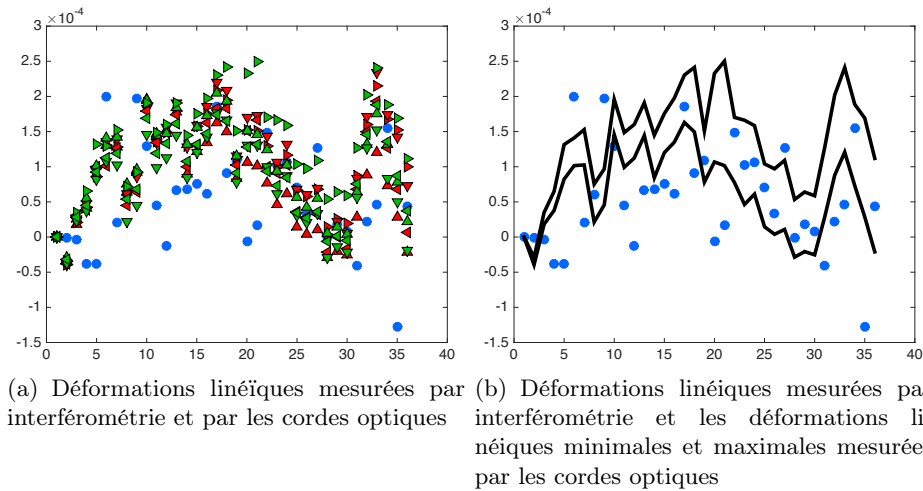 ×10⁻⁴
3
2.5
2
1.5
1
0.5
0
-0.5
-1
-1.5
0 5 10 15 20 25 30 35 40
(a) Déformations linéïques mesurées par
interférométrie et par les cordes optiques
×10⁻⁴
3
2.5
2
1.5
1
0.5
0
-0.5
-1
-1.5
0 5 10 15 20 25 30 35 40
(b) Déformations linéiques mesurées pa
interférométrie et les déformations li
néiques minimales et maximales mesurée
par les cordes optiques